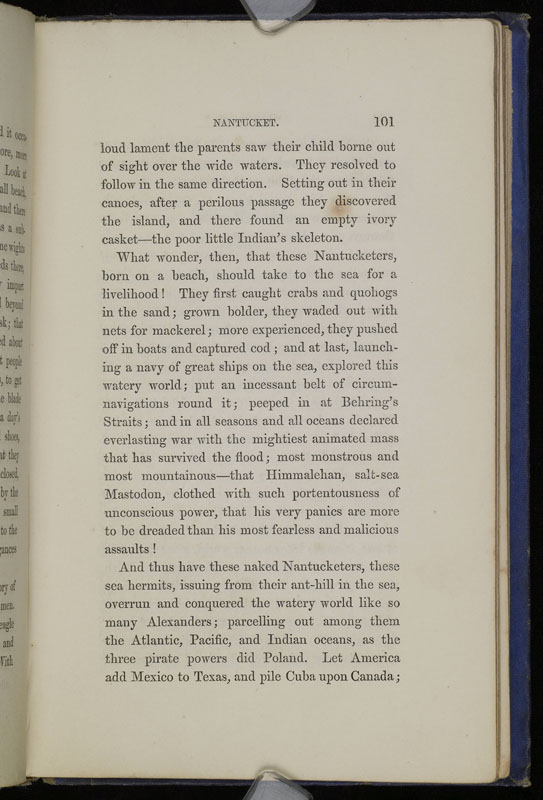 NANTUCKET. 101
loud lament the parents saw their child borne out
of sight over the wide waters. They resolved to
follow in the same direction. Setting out in their
canoes, after a perilous passage they discovered
the island, and there found an empty ivory
casket—the poor little Indian's skeleton.
What wonder, then, that these Nantucketers,
born on a beach, should take to the sea for a
livelihood! They first caught crabs and quohogs
in the sand; grown bolder, they waded out with
nets for mackerel; more experienced, they pushed
off in boats and captured cod; and at last, launch-
ing a navy of great ships on the sea, explored this
watery world; put an incessant belt of circum-
navigations round it; peeped in at Behring's
Straits; and in all seasons and all oceans declared
everlasting war with the mightiest animated mass
that has survived the flood; most monstrous and
most mountainous—that Himmalehan, salt-sea
Mastodon, clothed with such portentousness of
unconscious power, that his very panics are more
to be dreaded than his most fearless and malicious
assaults!
And thus have these naked Nantucketers, these
sea hermits, issuing from their ant-hill in the sea,
overrun and conquered the watery world like so
many Alexanders; parcelling out among them
the Atlantic, Pacific, and Indian oceans, as the
three pirate powers did Poland. Let America
add Mexico to Texas, and pile Cuba upon Canada;